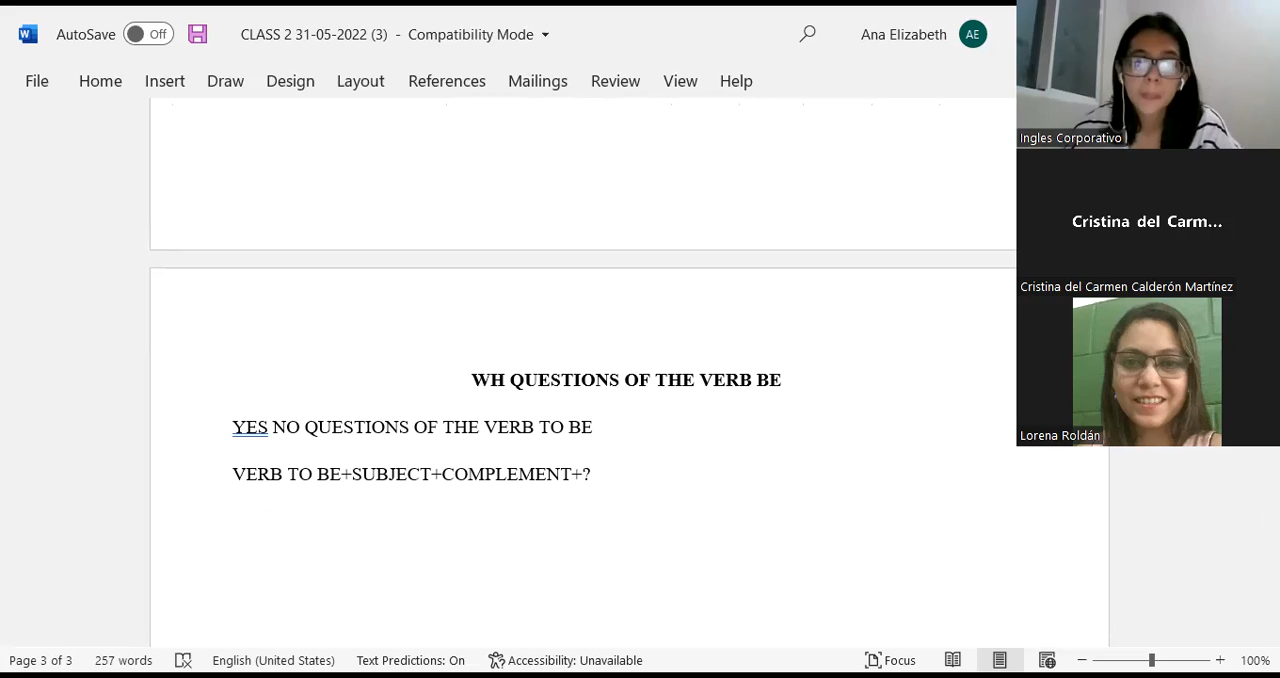 AutoSave Off CLASS 2 31-05-2022 (3) - Compatibility Mode Ana Elizabeth AE
File Home Insert Draw Design Layout References Mailings Review View Help
Ingles Corporativo
Cristina del Carm...
Cristina del Carmen Calderón Martínez
Lorena Roldán
WH QUESTIONS OF THE VERB BE
YES NO QUESTIONS OF THE VERB TO BE
VERB TO BE+SUBJECT+COMPLEMENT+?
Page 3 of 3 257 words English (United States) Text Predictions: On Accessibility: Unavailable Focus 100%